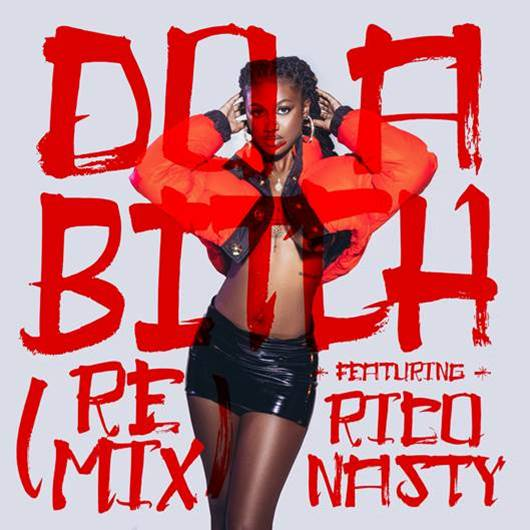 DO A
BITCH
(RE
MIX)
* FEATURING *
RICO
NASTY